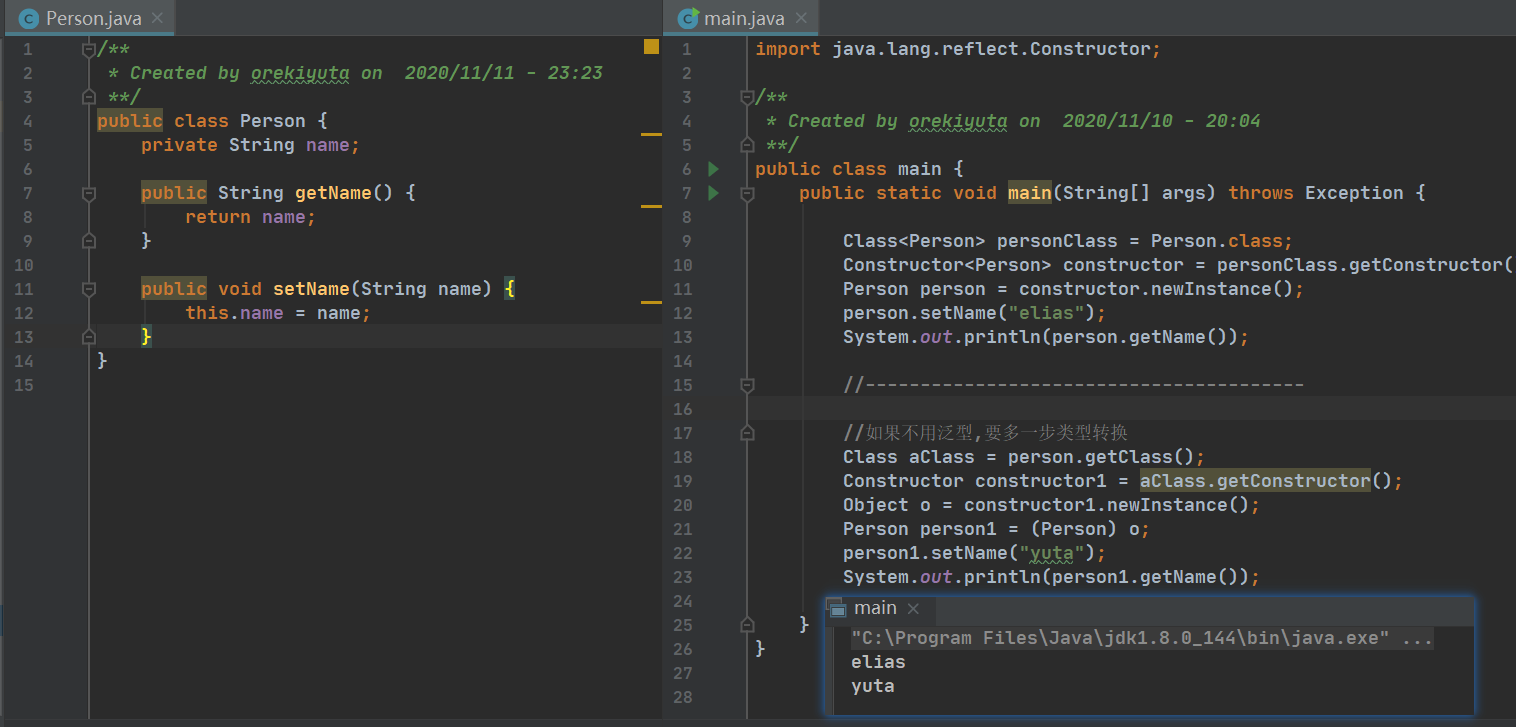 Person.java
1 /**
2  * Created by orekiyuta on  2020/11/11 - 23:23
3  **/
4 public class Person {
5     private String name;
6
7     public String getName() {
8         return name;
9     }
10
11     public void setName(String name) {
12         this.name = name;
13     }
14 }
15
main.java
1 import java.lang.reflect.Constructor;
2
3 /**
4  * Created by orekiyuta on  2020/11/10 - 20:04
5  **/
6 public class main {
7     public static void main(String[] args) throws Exception {
8
9         Class<Person> personClass = Person.class;
10         Constructor<Person> constructor = personClass.getConstructor(
11         Person person = constructor.newInstance();
12         person.setName("elias");
13         System.out.println(person.getName());
14
15         //----------------------------------------
16
17         //如果不用泛型,要多一步类型转换
18         Class aClass = person.getClass();
19         Constructor constructor1 = aClass.getConstructor();
20         Object o = constructor1.newInstance();
21         Person person1 = (Person) o;
22         person1.setName("yuta");
23         System.out.println(person1.getName());
24
25     }
26 }
27
28
main
"C:\Program Files\Java\jdk1.8.0_144\bin\java.exe" ...
elias
yuta